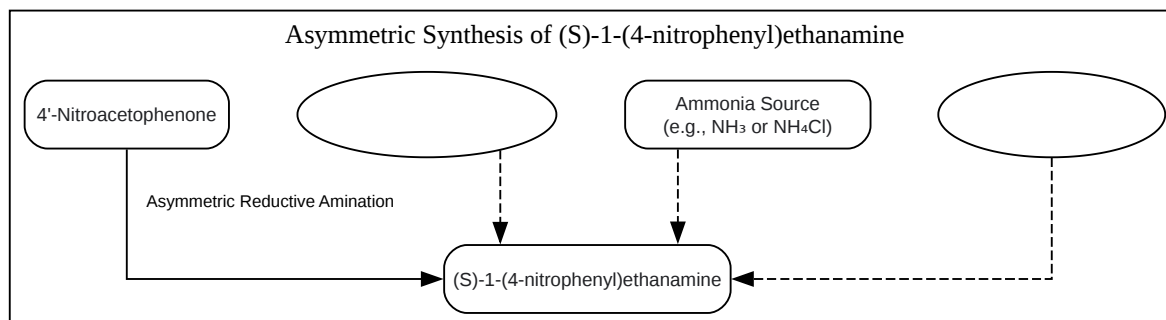 Asymmetric Synthesis of (S)-1-(4-nitrophenyl)ethanamine
4'-Nitroacetophenone
Ammonia Source
(e.g., NH₃ or NH₄Cl)
Asymmetric Reductive Amination
(S)-1-(4-nitrophenyl)ethanamine